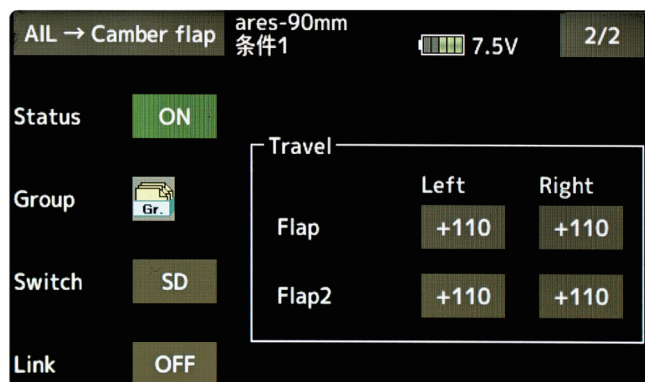 AIL → Camber flap
ares-90mm
条件1
7.5V
2/2
Status
ON
Travel
Left
Right
Group
Gr.
Flap
+110
+110
Switch
SD
Flap2
+110
+110
Link
OFF